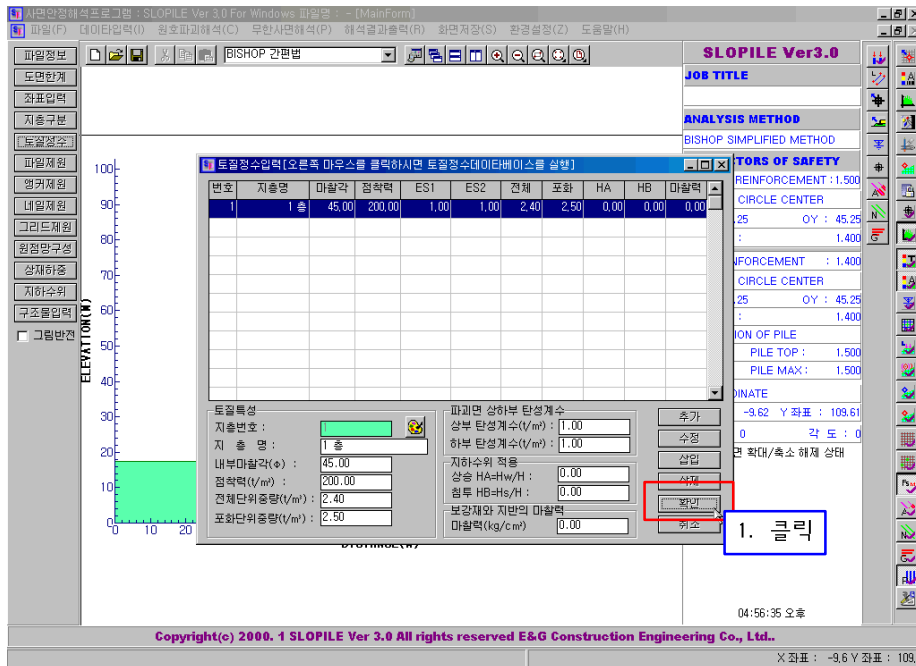 사면안정해석프로그램 : SLOPILE Ver 3,0 For Windows 파일명 : - [MainForm]
파일(F) 데이타입력(I) 원호파괴해석(C) 무한사면해석(P) 해석결과출력(R) 화면저장(S) 환경설정(Z) 도움말(H)
파일정보
BISHOP 간편법
도면한계
좌표입력
지층구분
토질정수
파일제원
앵커제원
네일제원
그리드제원
원점망구성
상재하중
지하수위
구조물입력
그림반전
ELEVATION(M)
100
90
80
70
60
50
40
30
20
10
0
0 10 20
토질정수입력[오른쪽 마우스를 클릭하시면 토질정수데이타베이스를 실행]
번호 지층명 마찰각 점착력 ES1 ES2 전체 포화 HA HB 마찰력
1 1 층 45,00 200,00 1,00 1,00 2,40 2,50 0,00 0,00 0,00
토질특성
지층번호 : 1
지 층 명 : 1 층
내부마찰각(Φ) : 45.00
점착력(t/m²) : 200.00
전체단위중량(t/m³) : 2.40
포화단위중량(t/m³) : 2.50
파괴면 상하부 탄성계수
상부 탄성계수(t/m²) : 1.00
하부 탄성계수(t/m²) : 1.00
지하수위 적용
상승 HA=Hw/H : 0.00
침투 HB=Hs/H : 0.00
보강재와 지반의 마찰력
마찰력(kg/cm²) 0.00
추가
수정
삽입
삭제
확인
취소
1. 클릭
SLOPILE Ver3.0
JOB TITLE
ANALYSIS METHOD
BISHOP SIMPLIFIED METHOD
TORS OF SAFETY
REINFORCEMENT : 1.500
CIRCLE CENTER
.25 OY : 45.25
: 1.400
NFORCEMENT : 1.400
CIRCLE CENTER
.25 OY : 45.25
: 1.400
ION OF PILE
PILE TOP : 1.500
PILE MAX : 1.500
DINATE
-9.62 Y 좌표 : 109.61
0 각 도 : 0
면 확대/축소 해제 상태
04:56:35 오후
Copyright(c) 2000. 1 SLOPILE Ver 3.0 All rights reserved E&G Construction Engineering Co., Ltd..
X 좌표 : -9,6 Y 좌표 : 109,